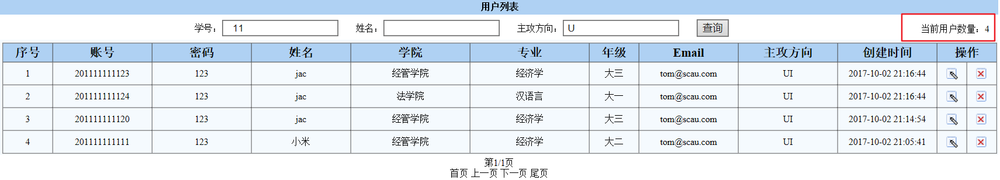 用户列表
学号： 11 姓名： 主攻方向： U 查询 当前用户数量：4
序号 账号 密码 姓名 学院 专业 年级 Email 主攻方向 创建时间 操作
1 201111111123 123 jac 经管学院 经济学 大三 tom@scau.com UI 2017-10-02 21:16:44
2 201111111124 123 jac 法学院 汉语言 大一 tom@scau.com UI 2017-10-02 21:16:44
3 201111111120 123 jac 经管学院 经济学 大三 tom@scau.com UI 2017-10-02 21:14:54
4 201111111111 123 小米 经管学院 经济学 大二 tom@scau.com UI 2017-10-02 21:05:41
第1/1页
首页 上一页 下一页 尾页